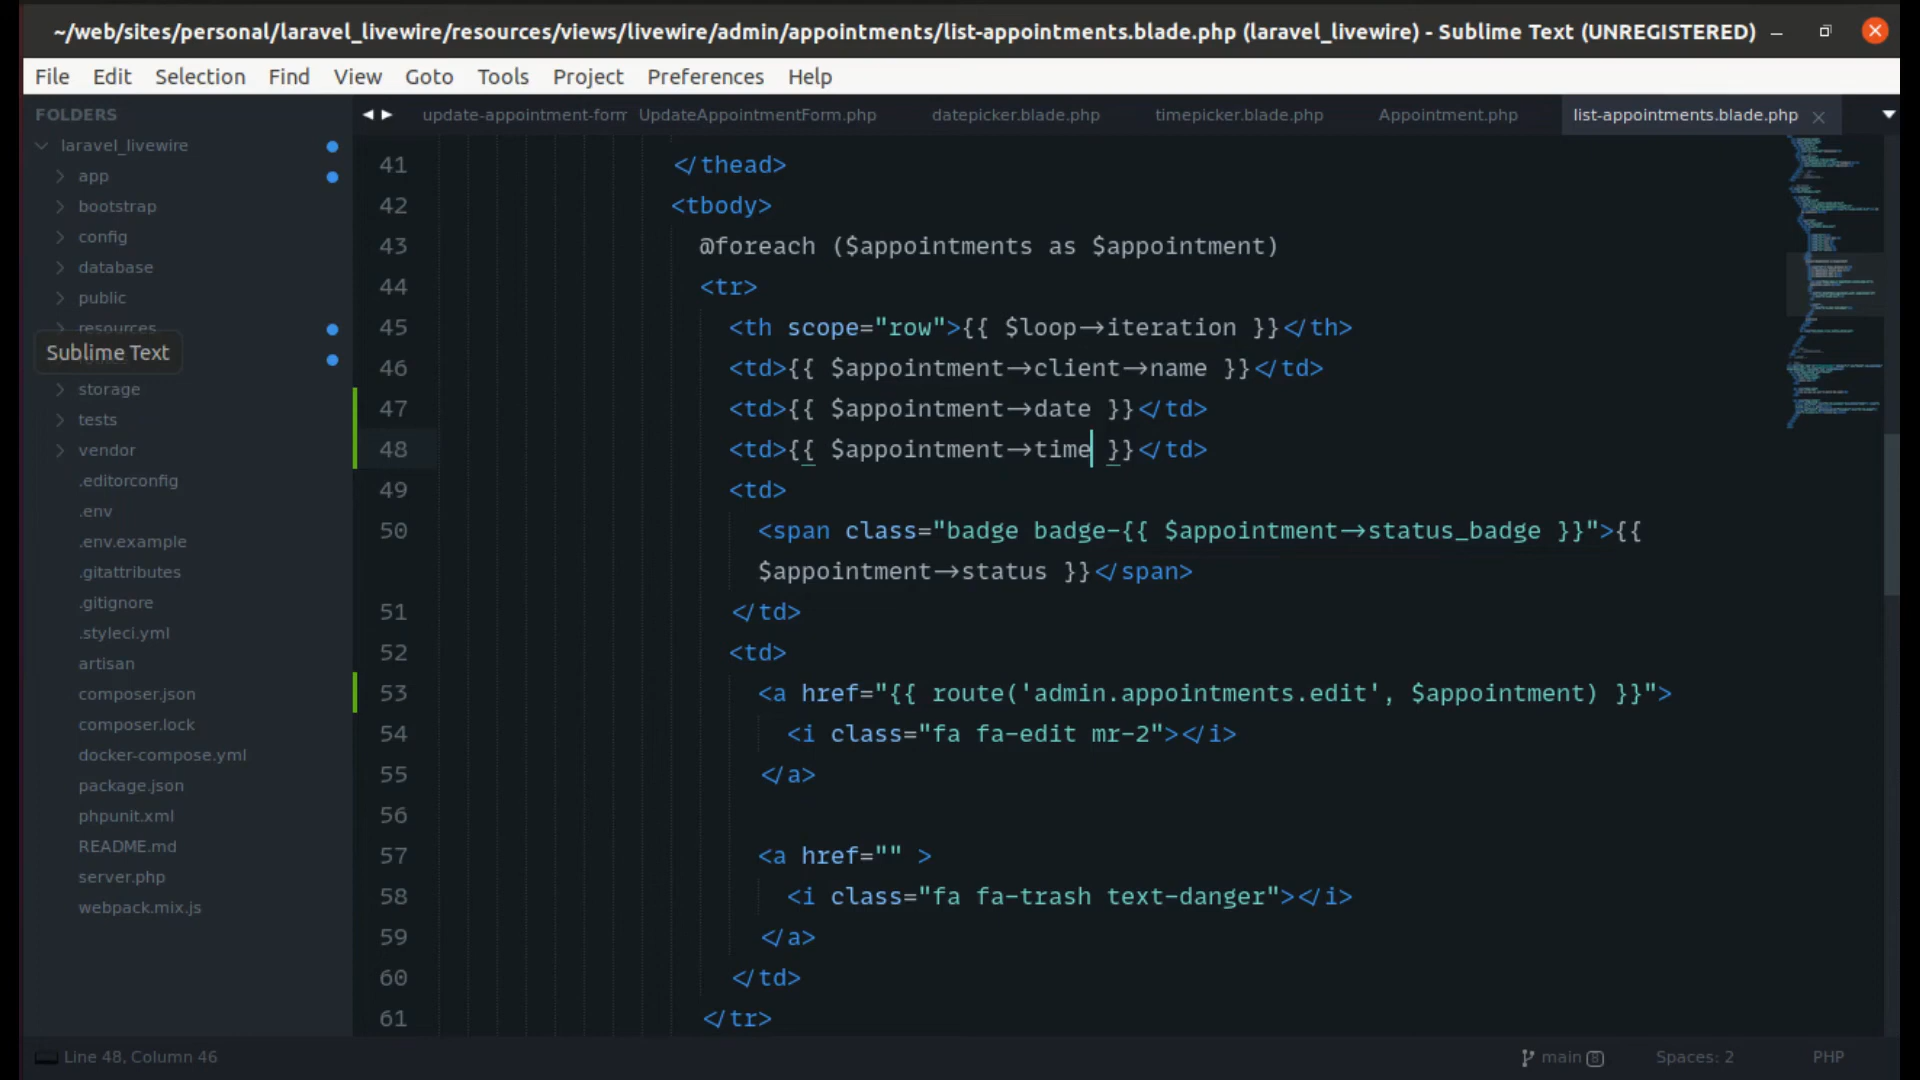 ~/web/sites/personal/laravel_livewire/resources/views/livewire/admin/appointments/list-appointments.blade.php (laravel_livewire) - Sublime Text (UNREGISTERED)
File Edit Selection Find View Goto Tools Project Preferences Help
FOLDERS
laravel_livewire
app
bootstrap
config
database
public
resources
Sublime Text
storage
tests
vendor
.editorconfig
.env
.env.example
.gitattributes
.gitignore
.styleci.yml
artisan
composer.json
composer.lock
docker-compose.yml
package.json
phpunit.xml
README.md
server.php
webpack.mix.js
update-appointment-form UpdateAppointmentForm.php datepicker.blade.php timepicker.blade.php Appointment.php list-appointments.blade.php
41 </thead>
42 <tbody>
43 @foreach ($appointments as $appointment)
44 <tr>
45 <th scope="row">{{ $loop->iteration }}</th>
46 <td>{{ $appointment->client->name }}</td>
47 <td>{{ $appointment->date }}</td>
48 <td>{{ $appointment->time }}</td>
49 <td>
50 <span class="badge badge-{{ $appointment->status_badge }}">{{
$appointment->status }}</span>
51 </td>
52 <td>
53 <a href="{{ route('admin.appointments.edit', $appointment) }}">
54 <i class="fa fa-edit mr-2"></i>
55 </a>
56
57 <a href="" >
58 <i class="fa fa-trash text-danger"></i>
59 </a>
60 </td>
61 </tr>
Line 48, Column 46 main 8 Spaces: 2 PHP